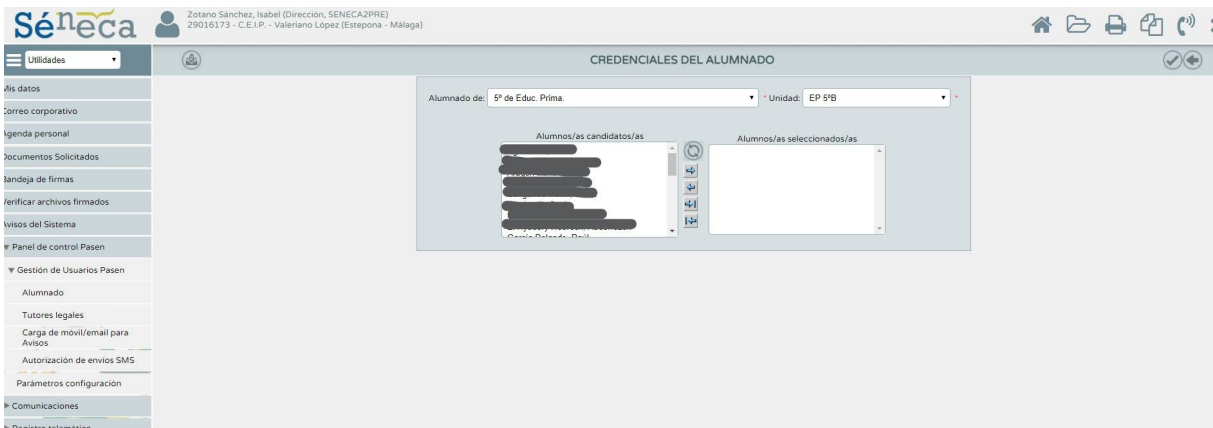 Séneca
Zotano Sánchez, Isabel (Dirección, SENECA2PRE)
29016173 - C.E.I.P. - Valeriano López (Estepona - Málaga)
Utilidades
CREDENCIALES DEL ALUMNADO
Mis datos
Correo corporativo
Agenda personal
Documentos Solicitados
Bandeja de firmas
Verificar archivos firmados
Avisos del Sistema
Panel de control Pasen
Gestión de Usuarios Pasen
Alumnado
Tutores legales
Carga de móvil/email para
Avisos
Autorización de envíos SMS
Parámetros configuración
Comunicaciones
Registro telemático
Alumnado de: 5º de Educ. Prima. * Unidad: EP 5ºB *
Alumnos/as candidatos/as
Alumnos/as seleccionados/as